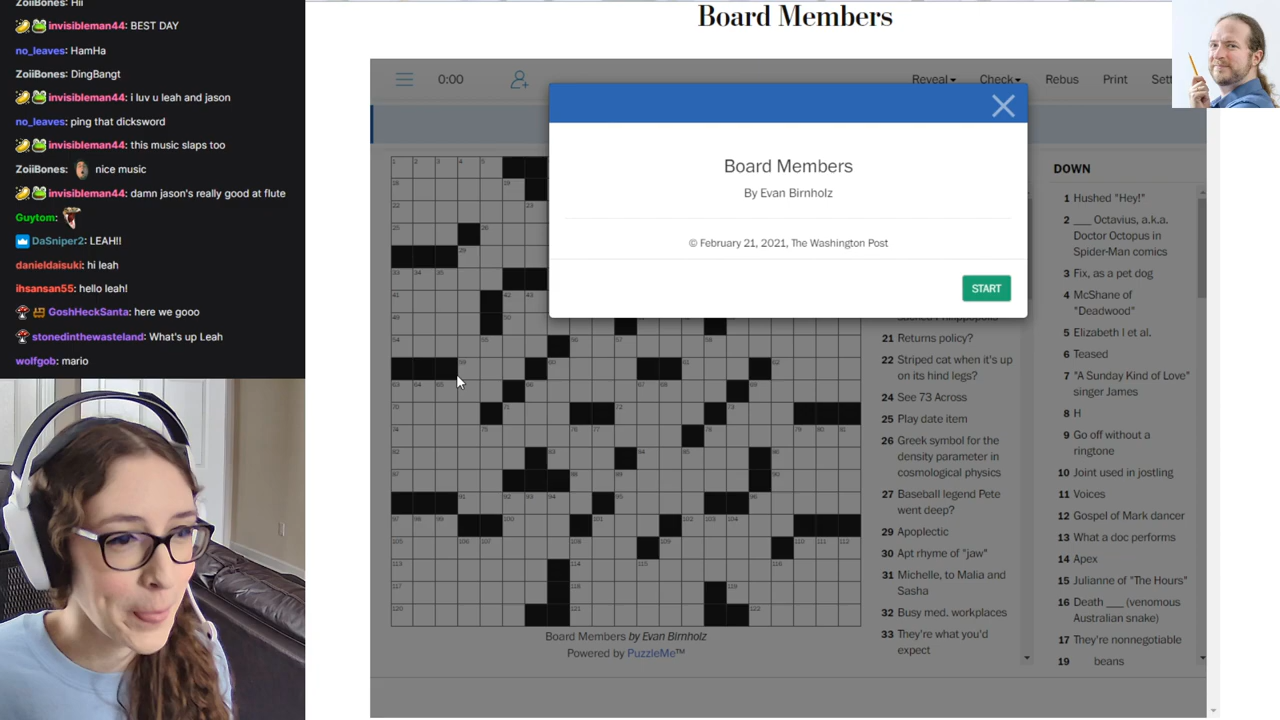 ZoiiBones: Hii
invisibleman44: BEST DAY
no_leaves: HamHa
ZoiiBones: DingBangt
invisibleman44: i luv u leah and jason
no_leaves: ping that dicksword
invisibleman44: this music slaps too
ZoiiBones: nice music
invisibleman44: damn jason's really good at flute
Guytom:
DaSniper2: LEAH!!
danieldaisuki: hi leah
ihsansan55: hello leah!
GoshHeckSanta: here we gooo
stonedinthewasteland: What's up Leah
wolfgob: mario
Board Members
0:00
Reveal
Check
Rebus
Print
Board Members
By Evan Birnholz
© February 21, 2021, The Washington Post
START
21 Returns policy?
22 Striped cat when it's up
on its hind legs?
24 See 73 Across
25 Play date item
26 Greek symbol for the
density parameter in
cosmological physics
27 Baseball legend Pete
went deep?
29 Apoplectic
30 Apt rhyme of "jaw"
31 Michelle, to Malia and
Sasha
32 Busy med. workplaces
33 They're what you'd
expect
DOWN
1 Hushed "Hey!"
2 ___ Octavius, a.k.a.
Doctor Octopus in
Spider-Man comics
3 Fix, as a pet dog
4 McShane of
"Deadwood"
5 Elizabeth I et al.
6 Teased
7 "A Sunday Kind of Love"
singer James
8 H
9 Go off without a
ringtone
10 Joint used in jostling
11 Voices
12 Gospel of Mark dancer
13 What a doc performs
14 Apex
15 Julianne of "The Hours"
16 Death ___ (venomous
Australian snake)
17 They're nonnegotiable
19 beans
Board Members by Evan Birnholz
Powered by PuzzleMe™